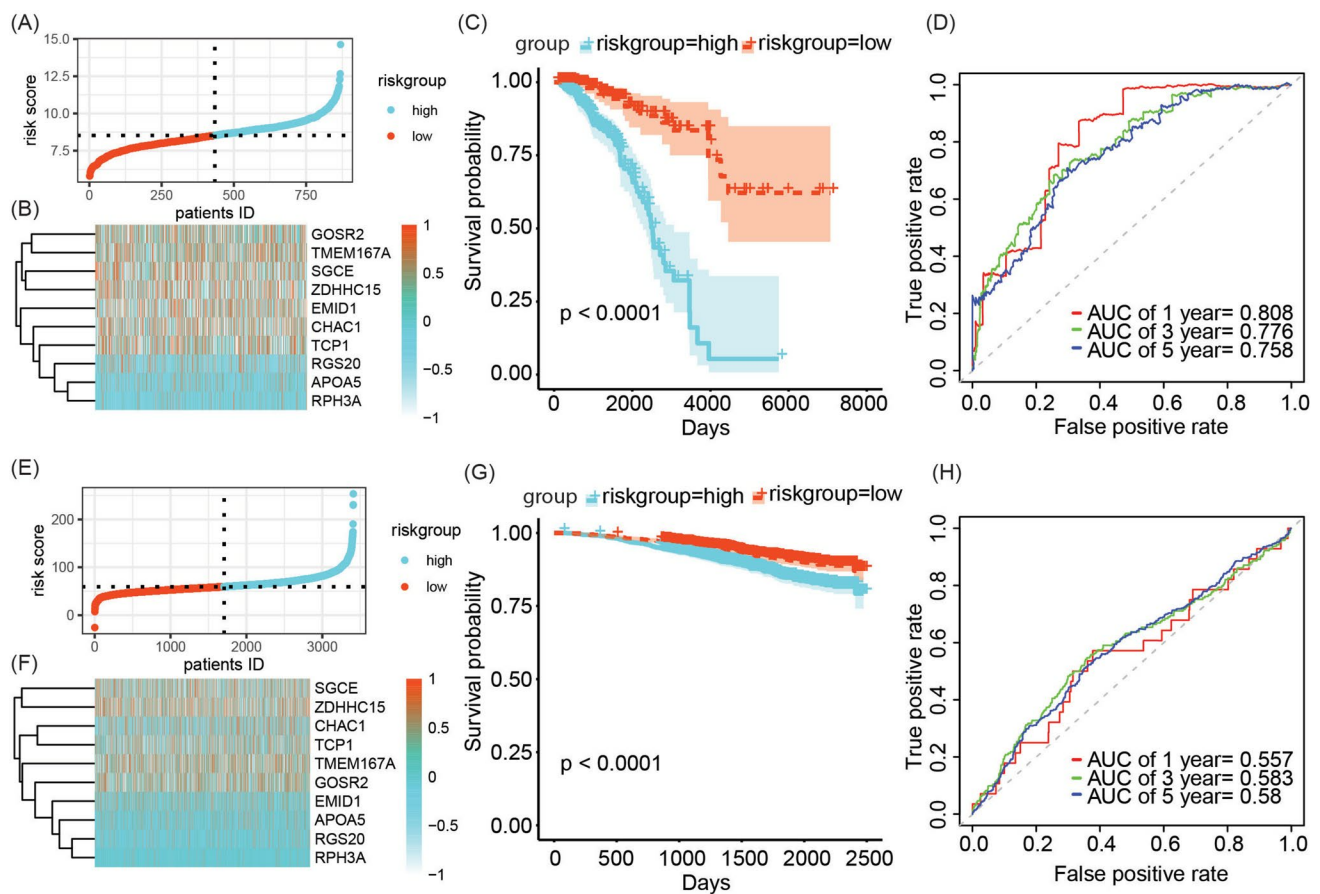 (A)
15.0
12.5
10.0
7.5
risk score
0
250
500
750
patients ID
riskgroup
high
low
(B)
GOSR2
TMEM167A
SGCE
ZDHHC15
EMID1
CHAC1
TCP1
RGS20
APOA5
RPH3A
1
0.5
0
−0.5
−1
(C)
group riskgroup=high riskgroup=low
1.00
0.75
0.50
0.25
0.00
Survival probability
p < 0.0001
0
2000
4000
6000
8000
Days
(D)
1.0
0.8
0.6
0.4
0.2
0.0
True positive rate
AUC of 1 year= 0.808
AUC of 3 year= 0.776
AUC of 5 year= 0.758
0.0
0.2
0.4
0.6
0.8
1.0
False positive rate
(E)
200
100
0
risk score
0
1000
2000
3000
patients ID
riskgroup
high
low
(F)
SGCE
ZDHHC15
CHAC1
TCP1
TMEM167A
GOSR2
EMID1
APOA5
RGS20
RPH3A
1
0.5
0
−0.5
−1
(G)
group riskgroup=high riskgroup=low
1.00
0.75
0.50
0.25
0.00
Survival probability
p < 0.0001
0
500
1000
1500
2000
2500
Days
(H)
1.0
0.8
0.6
0.4
0.2
0.0
True positive rate
AUC of 1 year= 0.557
AUC of 3 year= 0.583
AUC of 5 year= 0.58
0.0
0.2
0.4
0.6
0.8
1.0
False positive rate